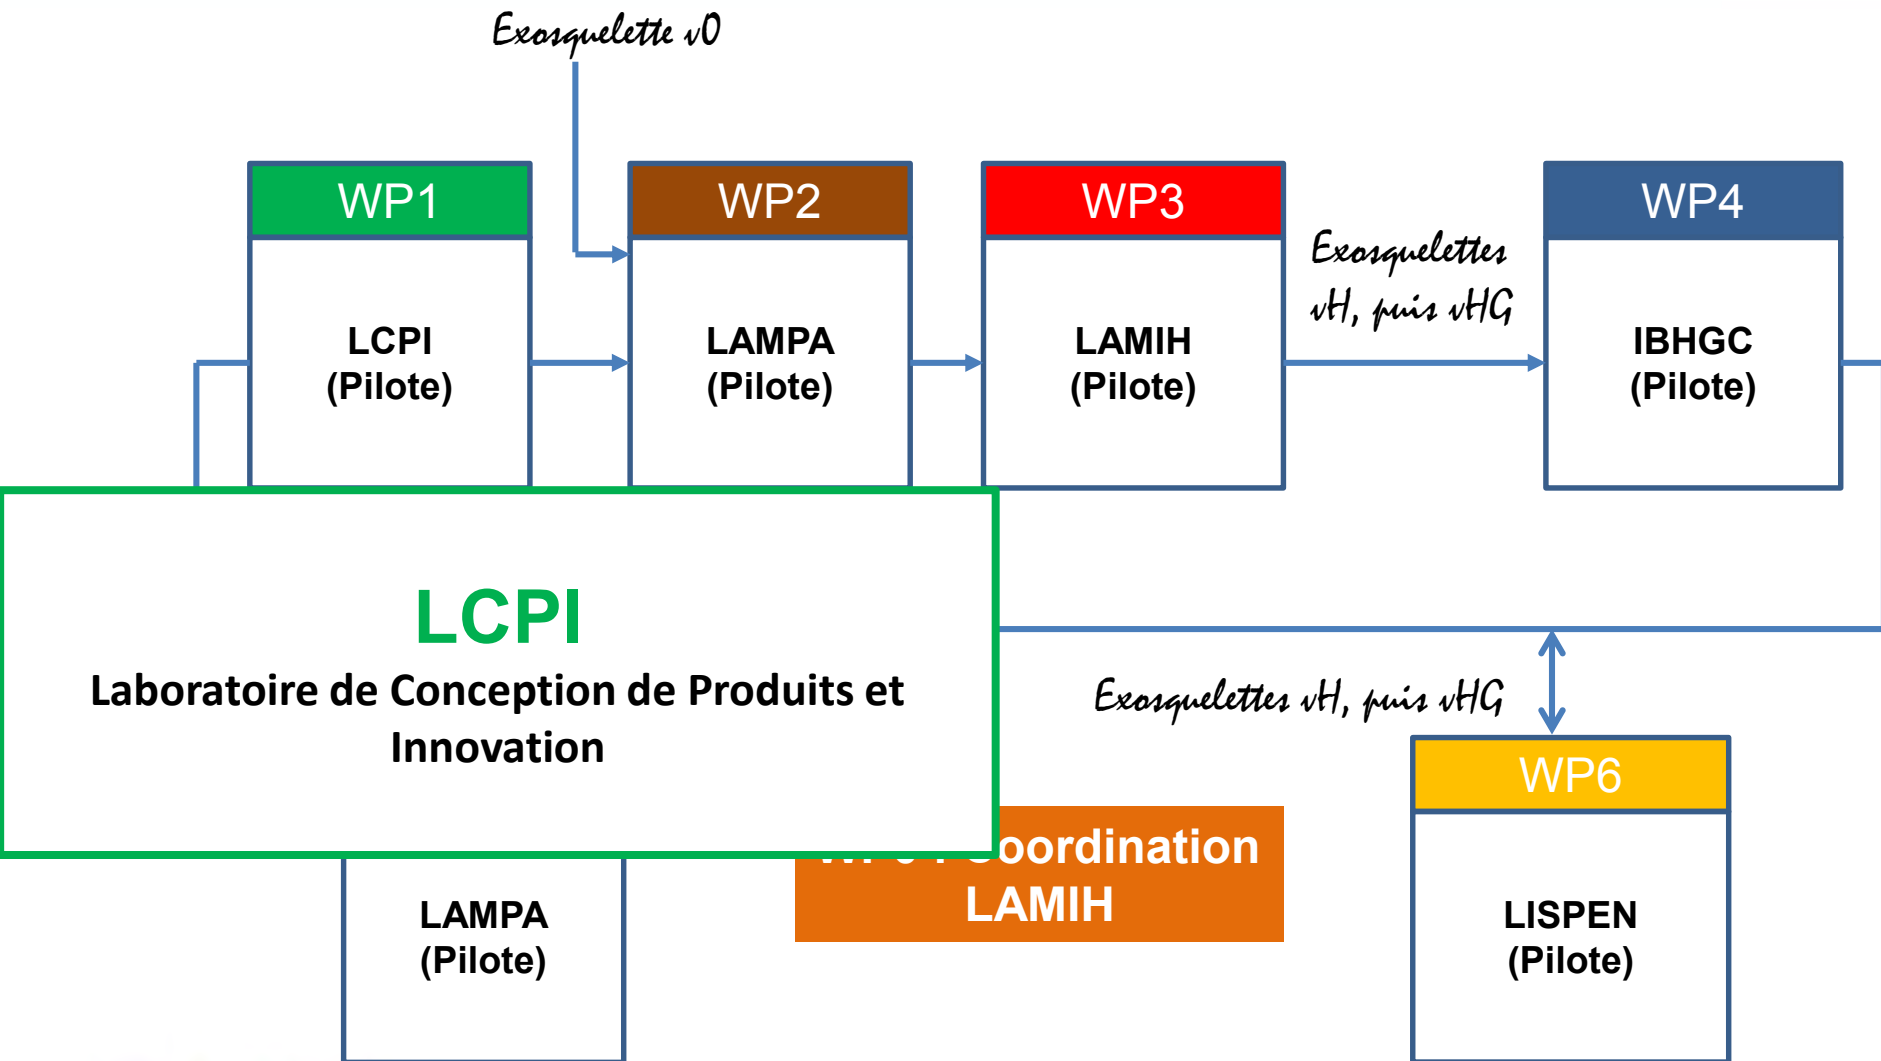 Exosquelette v0
WP1
WP2
WP3
WP4
LCPI
(Pilote)
LAMPA
(Pilote)
LAMIH
(Pilote)
Exosquelettes
vH, puis vHG
IBHGC
(Pilote)
LCPI
Laboratoire de Conception de Produits et
Innovation
Exosquelettes vH, puis vHG
WP6
Coordination
LAMIH
LAMPA
(Pilote)
LISPEN
(Pilote)